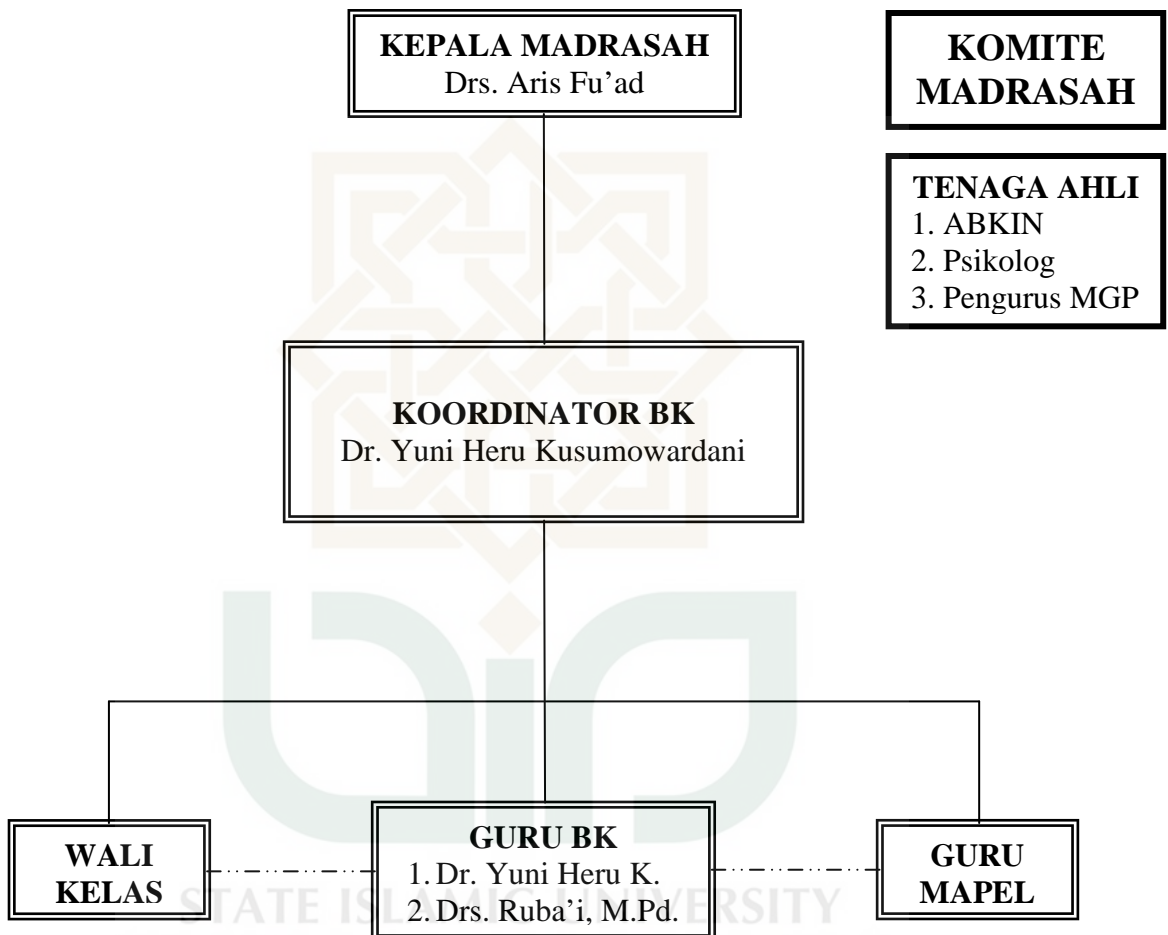 KEPALA MADRASAH
Drs. Aris Fu’ad
KOMITE
MADRASAH
TENAGA AHLI
1. ABKIN
2. Psikolog
3. Pengurus MGP
KOORDINATOR BK
Dr. Yuni Heru Kusumowardani
WALI
KELAS
GURU BK
1. Dr. Yuni Heru K.
2. Drs. Ruba’i, M.Pd.
GURU
MAPEL
STATE ISLAMIC UNIVERSITY